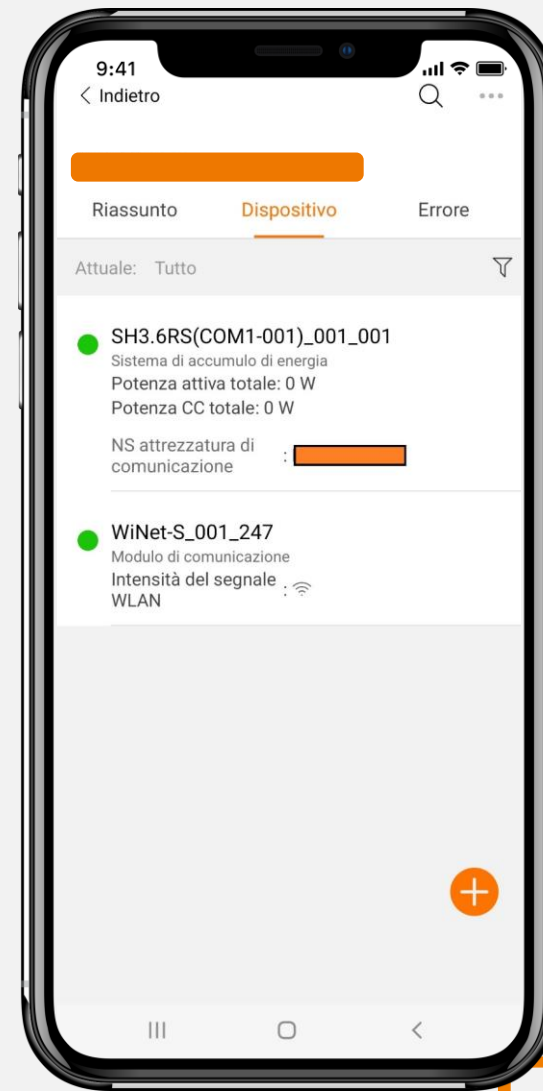 9:41
Indietro
Riassunto Dispositivo Errore
Attuale: Tutto
SH3.6RS(COM1-001)_001_001
Sistema di accumulo di energia
Potenza attiva totale: 0 W
Potenza CC totale: 0 W
NS attrezzatura di
comunicazione :
WiNet-S_001_247
Modulo di comunicazione
Intensità del segnale
WLAN :